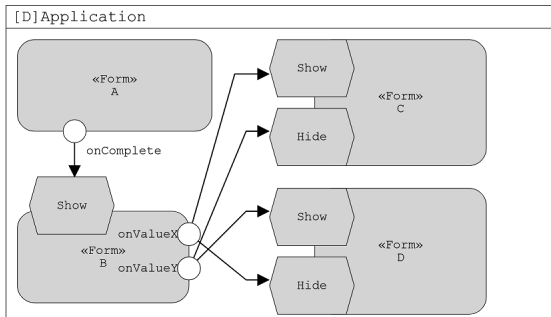 [D]Application
«Form»
A
onComplete
Show
«Form»
B
onValueX
onValueY
Show
Hide
«Form»
C
Show
Hide
«Form»
D